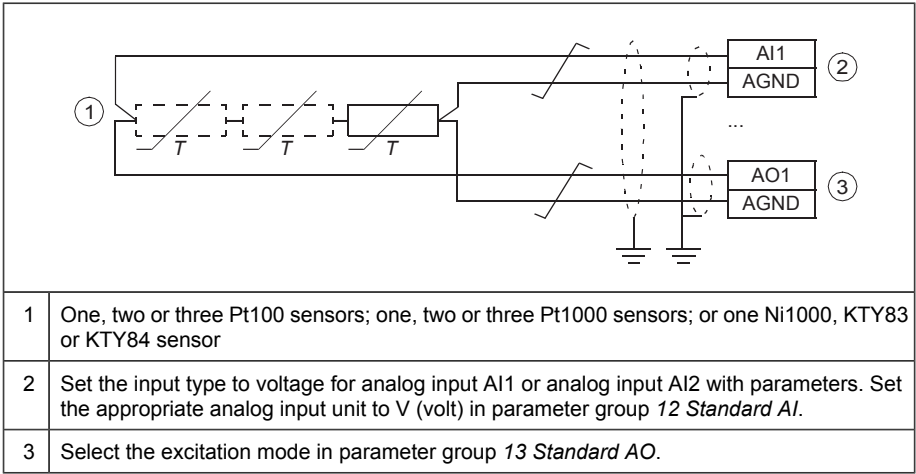 AI1
AGND
2
1
...
T
T
T
AO1
AGND
3
1 One, two or three Pt100 sensors; one, two or three Pt1000 sensors; or one Ni1000, KTY83
or KTY84 sensor
2 Set the input type to voltage for analog input AI1 or analog input AI2 with parameters. Set
the appropriate analog input unit to V (volt) in parameter group 12 Standard AI.
3 Select the excitation mode in parameter group 13 Standard AO.